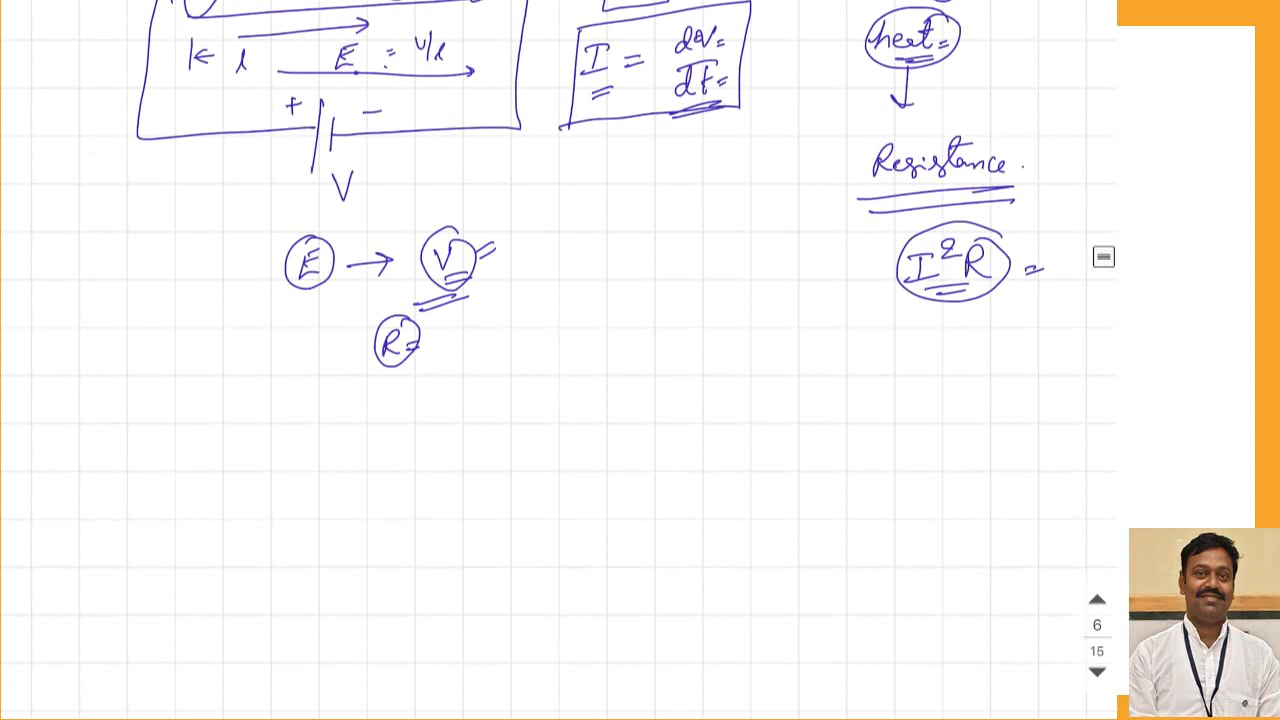 l E = V/l
+ -
V
I = dq/dt
heat
Resistance.
I²R =
E → V
R
6
15